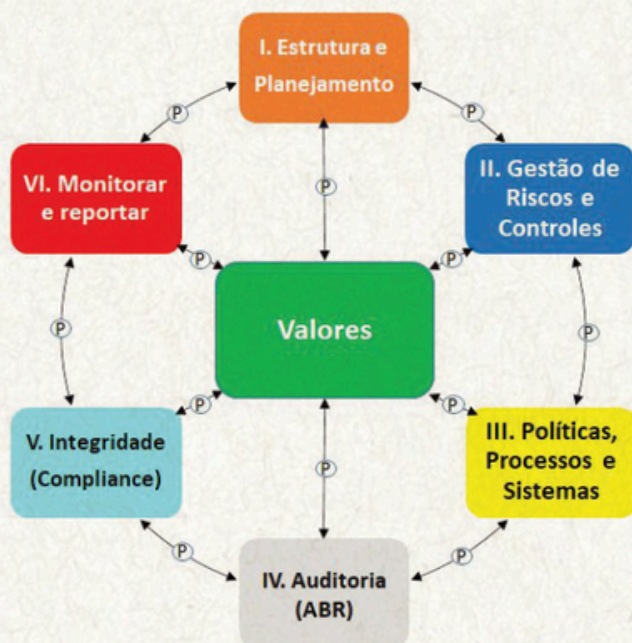 I. Estrutura e
Planejamento
P
P
VI. Monitorar
e reportar
II. Gestão de
Riscos e
Controles
P
P
P
Valores
P
P
P
P
V. Integridade
(Compliance)
III. Políticas,
Processos e
Sistemas
P
P
P
IV. Auditoria
(ABR)